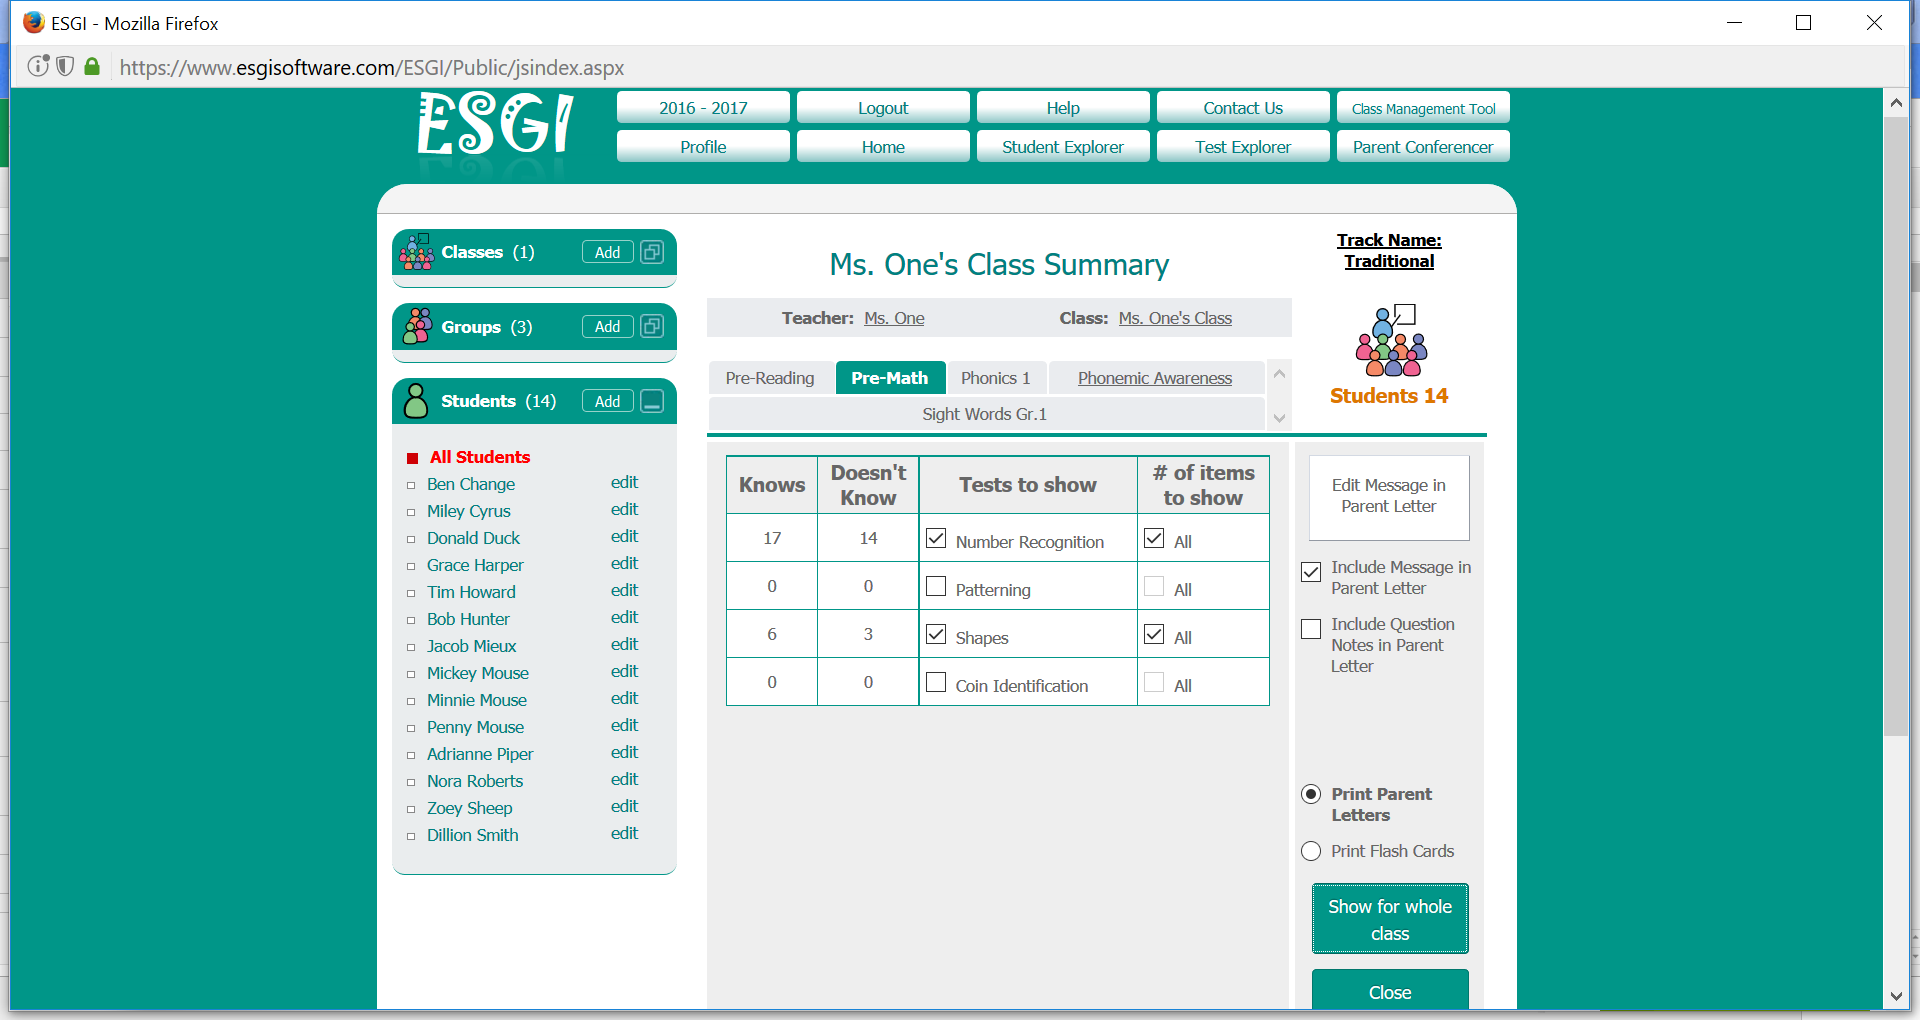 ESGI - Mozilla Firefox
https://www.esgisoftware.com/ESGI/Public/jsindex.aspx
ESGI
2016 - 2017 Logout Help Contact Us Class Management Tool
Profile Home Student Explorer Test Explorer Parent Conferencer
Classes (1) Add
Groups (3) Add
Students (14) Add
All Students
Ben Change edit
Miley Cyrus edit
Donald Duck edit
Grace Harper edit
Tim Howard edit
Bob Hunter edit
Jacob Mieux edit
Mickey Mouse edit
Minnie Mouse edit
Penny Mouse edit
Adrianne Piper edit
Nora Roberts edit
Zoey Sheep edit
Dillion Smith edit
Ms. One's Class Summary
Teacher: Ms. One Class: Ms. One's Class
Pre-Reading Pre-Math Phonics 1 Phonemic Awareness
Sight Words Gr.1
Knows Doesn't Know Tests to show # of items to show
17 14 Number Recognition All
0 0 Patterning All
6 3 Shapes All
0 0 Coin Identification All
Track Name:
Traditional
Students 14
Edit Message in
Parent Letter
Include Message in
Parent Letter
Include Question
Notes in Parent
Letter
Print Parent
Letters
Print Flash Cards
Show for whole
class
Close